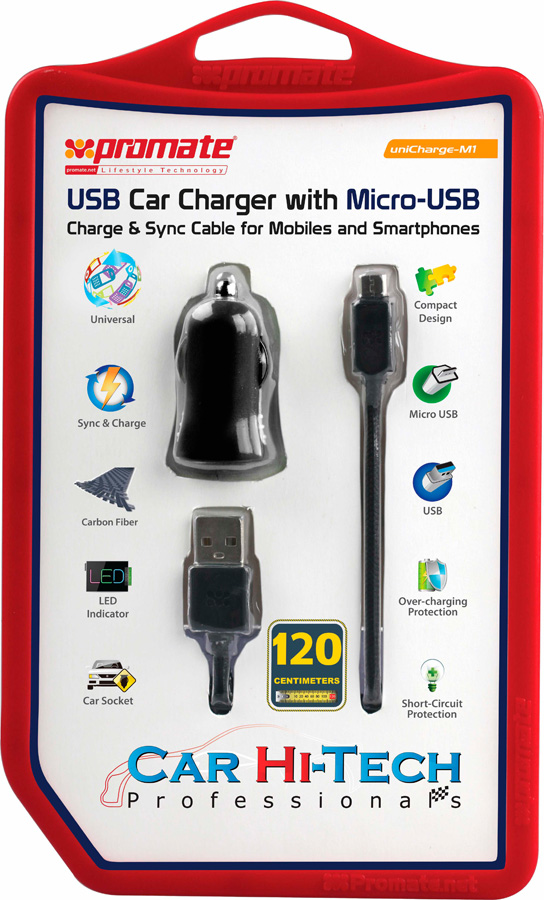 promate
promate
promate.net Lifestyle Technology
uniCharge-M1
USB Car Charger with Micro-USB
Charge & Sync Cable for Mobiles and Smartphones
Universal
Compact
Design
Sync & Charge
Micro USB
Carbon Fiber
USB
LED
LED
Indicator
Over-charging
Protection
120
CENTIMETERS
Car Socket
Short-Circuit
Protection
CAR HI-TECH
Professionals
promate
Promate.net